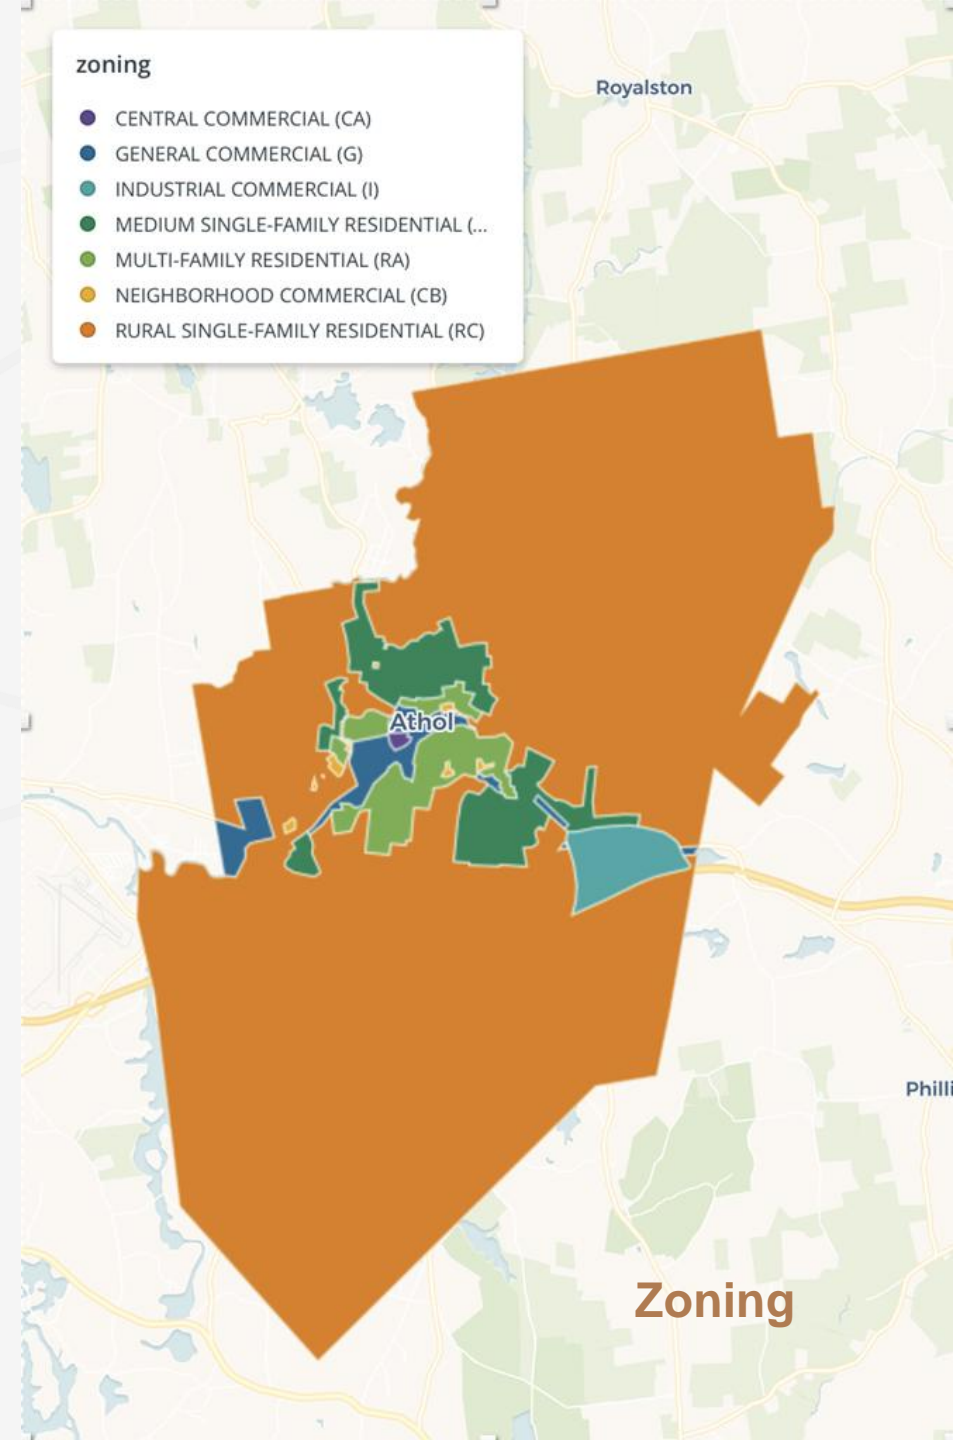 zoning
CENTRAL COMMERCIAL (CA)
GENERAL COMMERCIAL (G)
INDUSTRIAL COMMERCIAL (I)
MEDIUM SINGLE-FAMILY RESIDENTIAL (...
MULTI-FAMILY RESIDENTIAL (RA)
NEIGHBORHOOD COMMERCIAL (CB)
RURAL SINGLE-FAMILY RESIDENTIAL (RC)
Royalston
Athol
Philli
Zoning